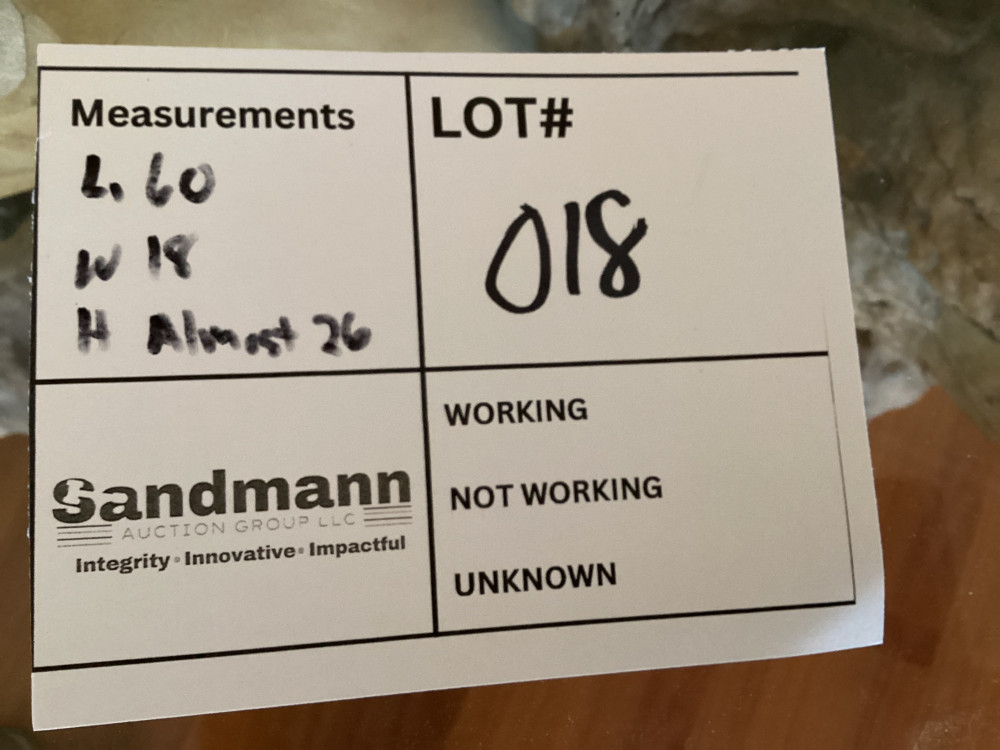 Measurements
L. 60
W 18
H Almost 26
LOT#
018
Sandmann
AUCTION GROUP LLC
Integrity • Innovative • Impactful
WORKING
NOT WORKING
UNKNOWN